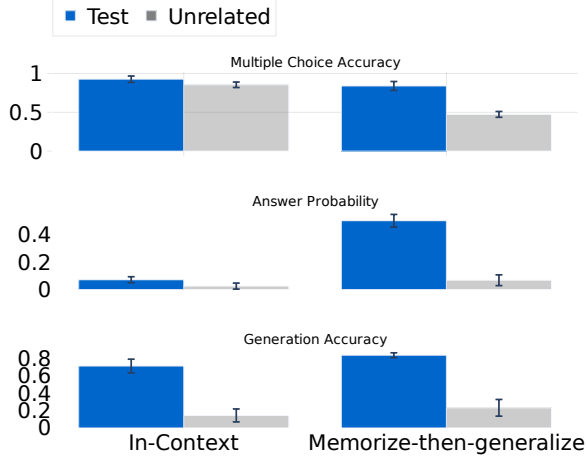 Test Unrelated
Multiple Choice Accuracy
1
0.5
0
Answer Probability
0.4
0.2
0
Generation Accuracy
0.8
0.6
0.4
0.2
0
In-Context Memorize-then-generalize